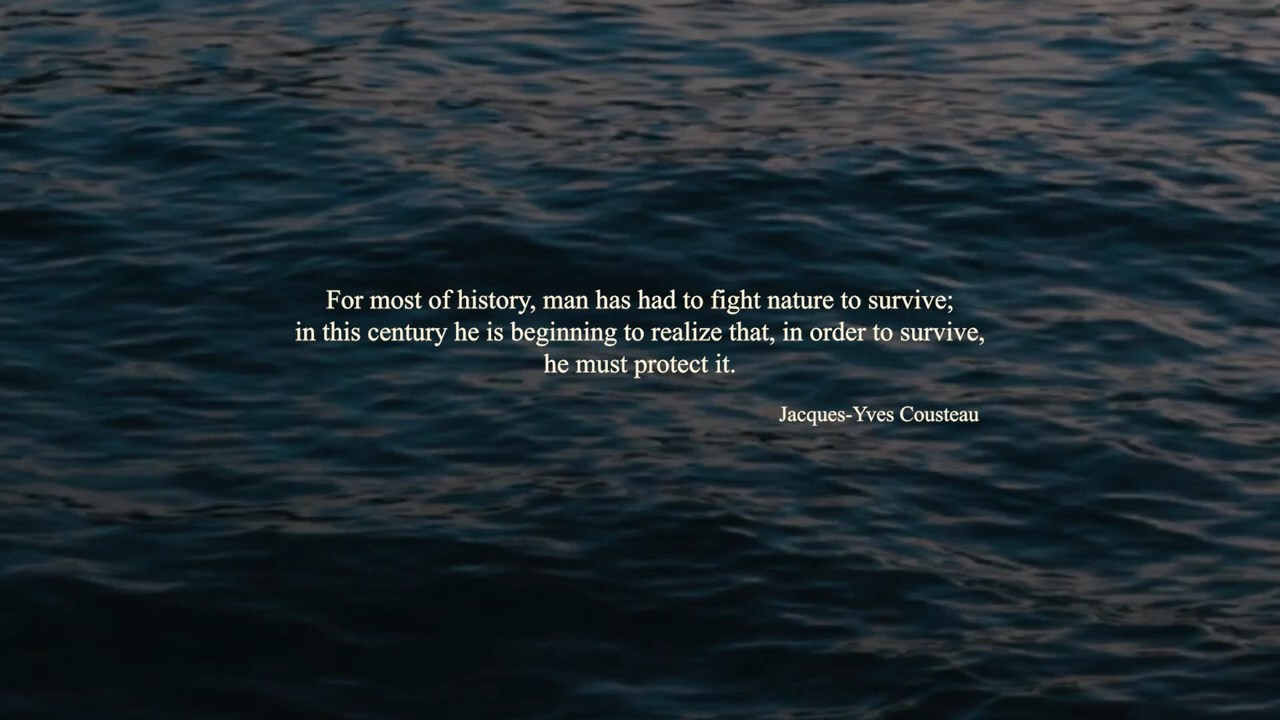 For most of history, man has had to fight nature to survive;
in this century he is beginning to realize that, in order to survive,
he must protect it.
Jacques-Yves Cousteau